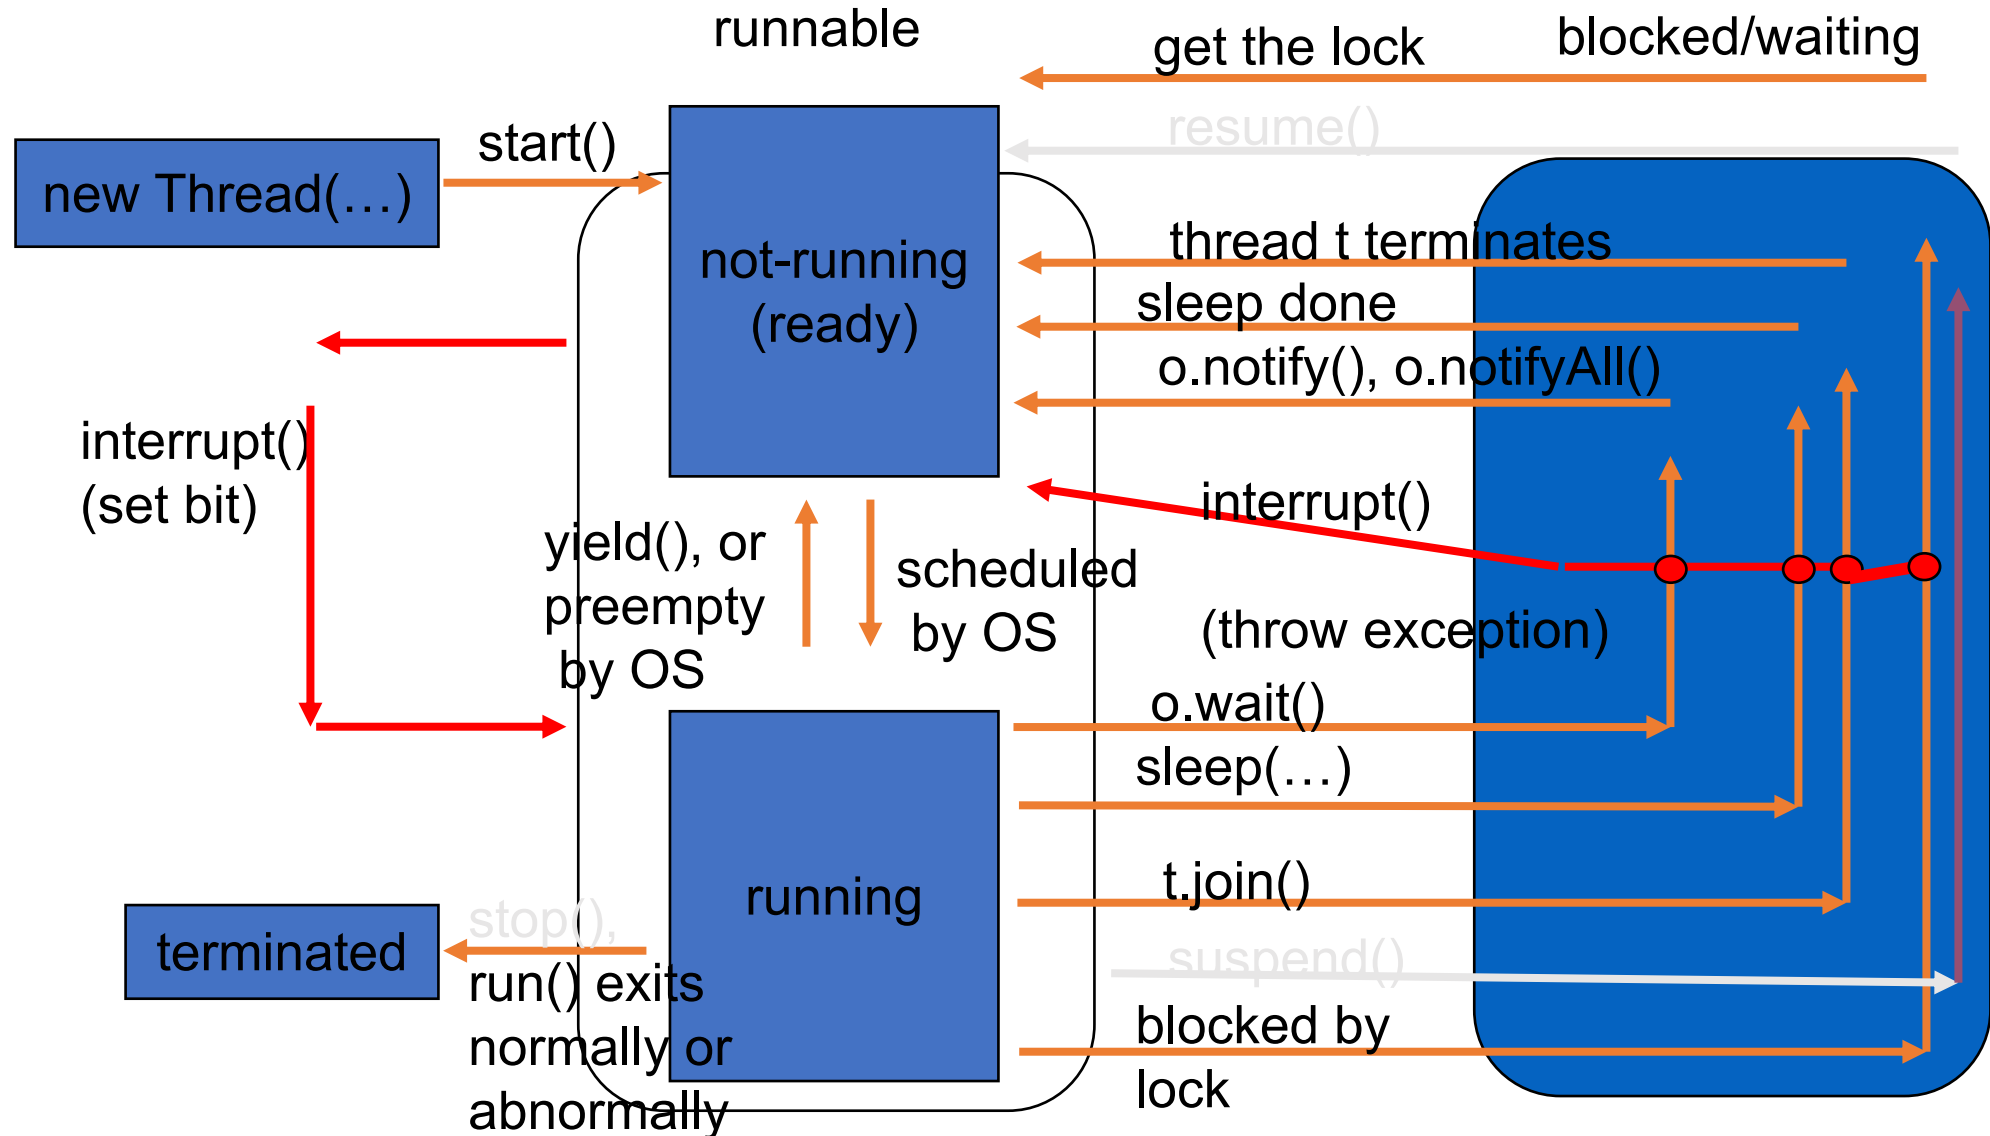 runnable
get the lock
blocked/waiting
resume()
start()
new Thread(…)
not-running
(ready)
thread t terminates
sleep done
o.notify(), o.notifyAll()
interrupt()
(set bit)
interrupt()
(throw exception)
yield(), or
preempty
by OS
scheduled
by OS
o.wait()
sleep(…)
running
t.join()
suspend()
blocked by
lock
terminated
stop(),
run() exits
normally or
abnormally